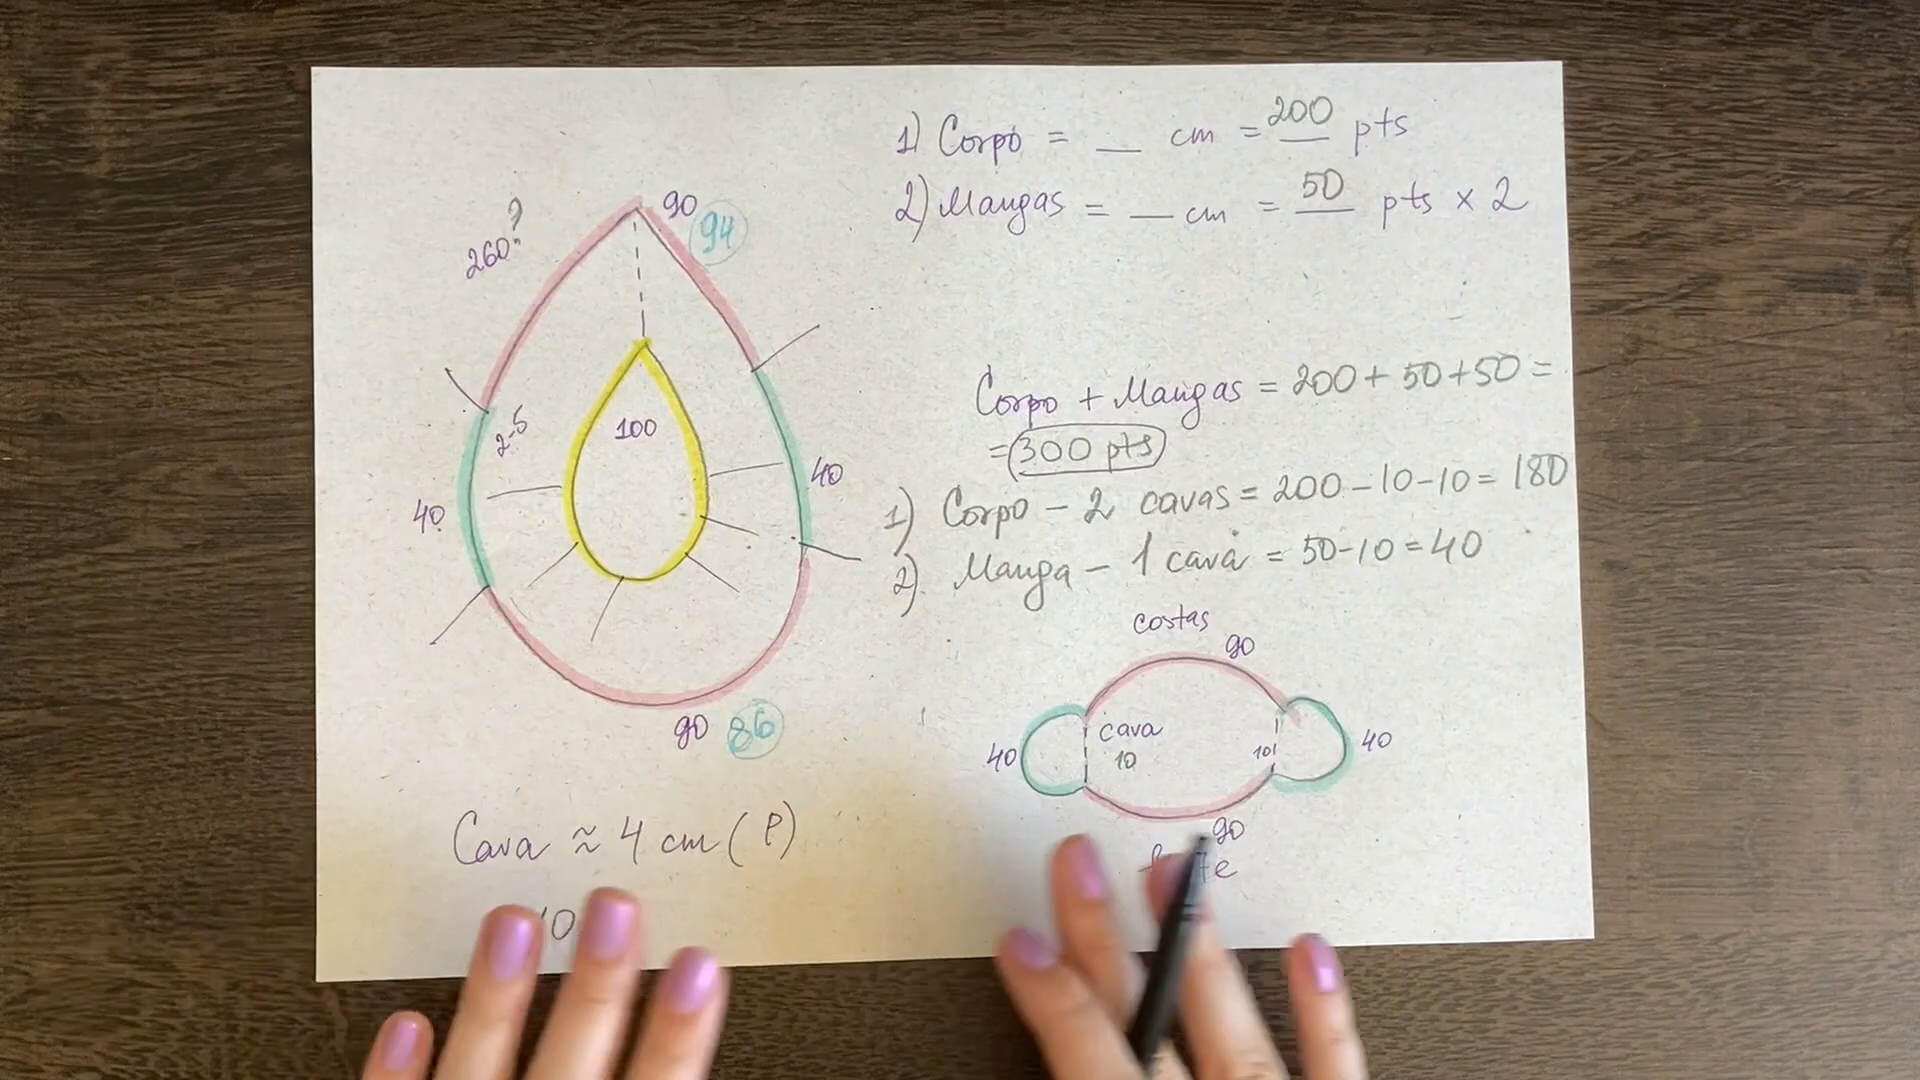 1) Corpo = __ cm = 200 pts
2) Mangas = __ cm = 50 pts x 2
Corpo + Mangas = 200 + 50 + 50 =
= 300 pts
1) Corpo - 2 cavas = 200 - 10 - 10 = 180
2) Manga - 1 cava = 50 - 10 = 40
260?
90
94
100
2-5
40
40
90 86
Cava ≈ 4 cm (P)
costas
90
40
cava
10
10
40
90